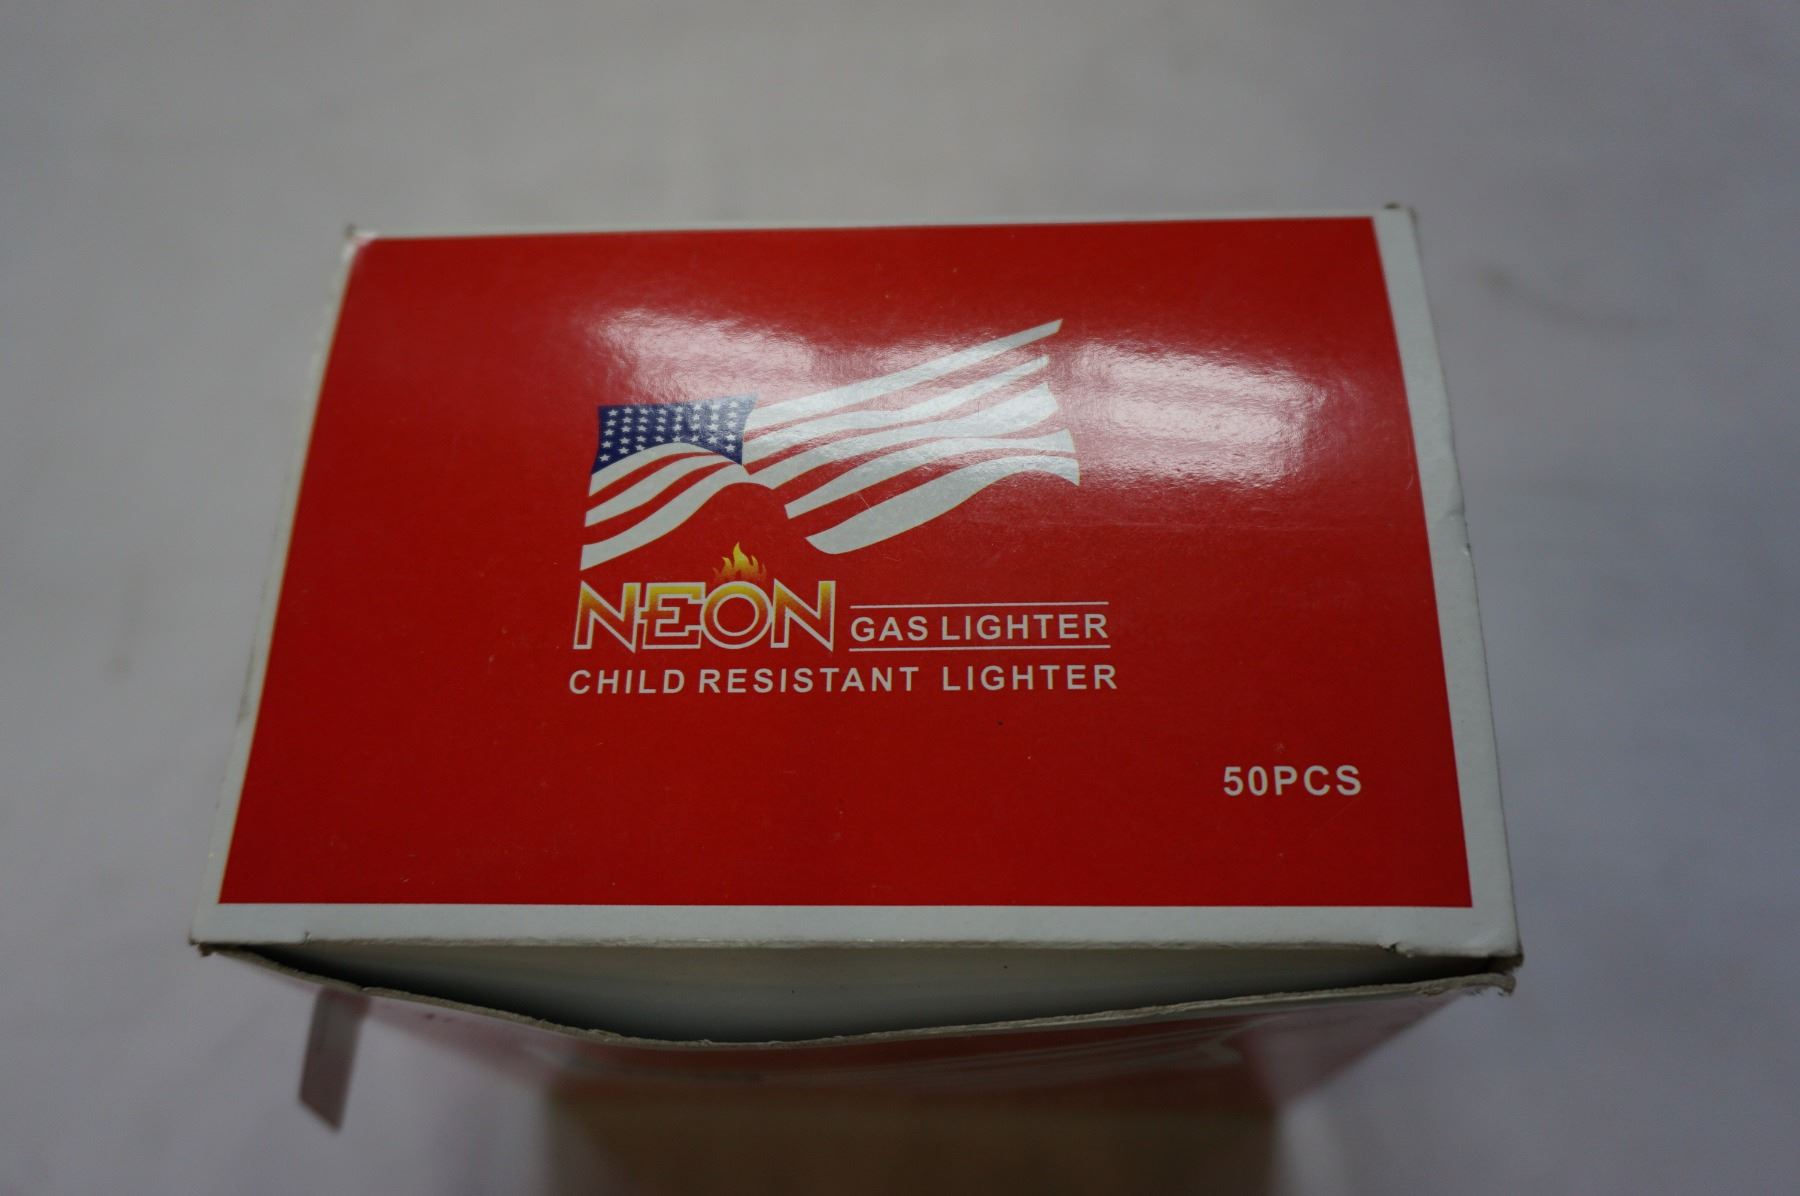 NEON GAS LIGHTER
CHILD RESISTANT LIGHTER
50PCS